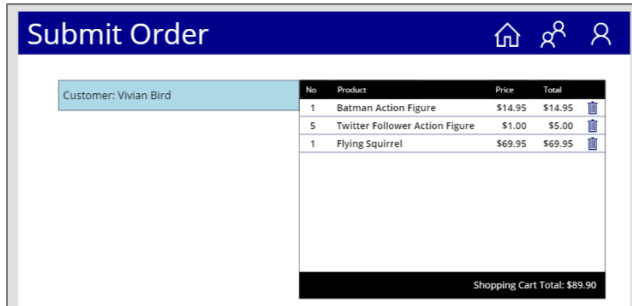 Submit Order
Customer: Vivian Bird
No Product Price Total
1 Batman Action Figure $14.95 $14.95
5 Twitter Follower Action Figure $1.00 $5.00
1 Flying Squirrel $69.95 $69.95
Shopping Cart Total: $89.90